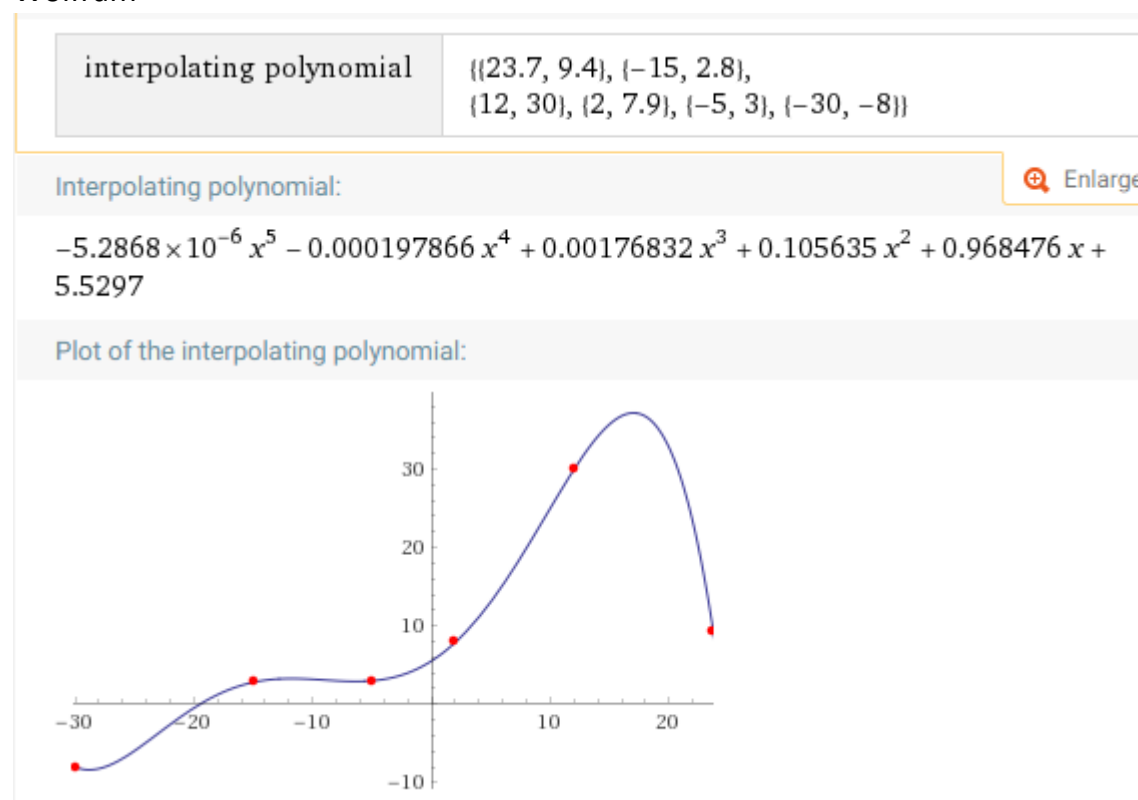 interpolating polynomial
{{23.7, 9.4}, {−15, 2.8},
{12, 30}, {2, 7.9}, {−5, 3}, {−30, −8}}
Enlarge
Interpolating polynomial:
−5.2868×10^−6 x^5 − 0.000197866 x^4 + 0.00176832 x^3 + 0.105635 x^2 + 0.968476 x +
5.5297
Plot of the interpolating polynomial:
30
20
10
−30 −20 −10 10 20
−10